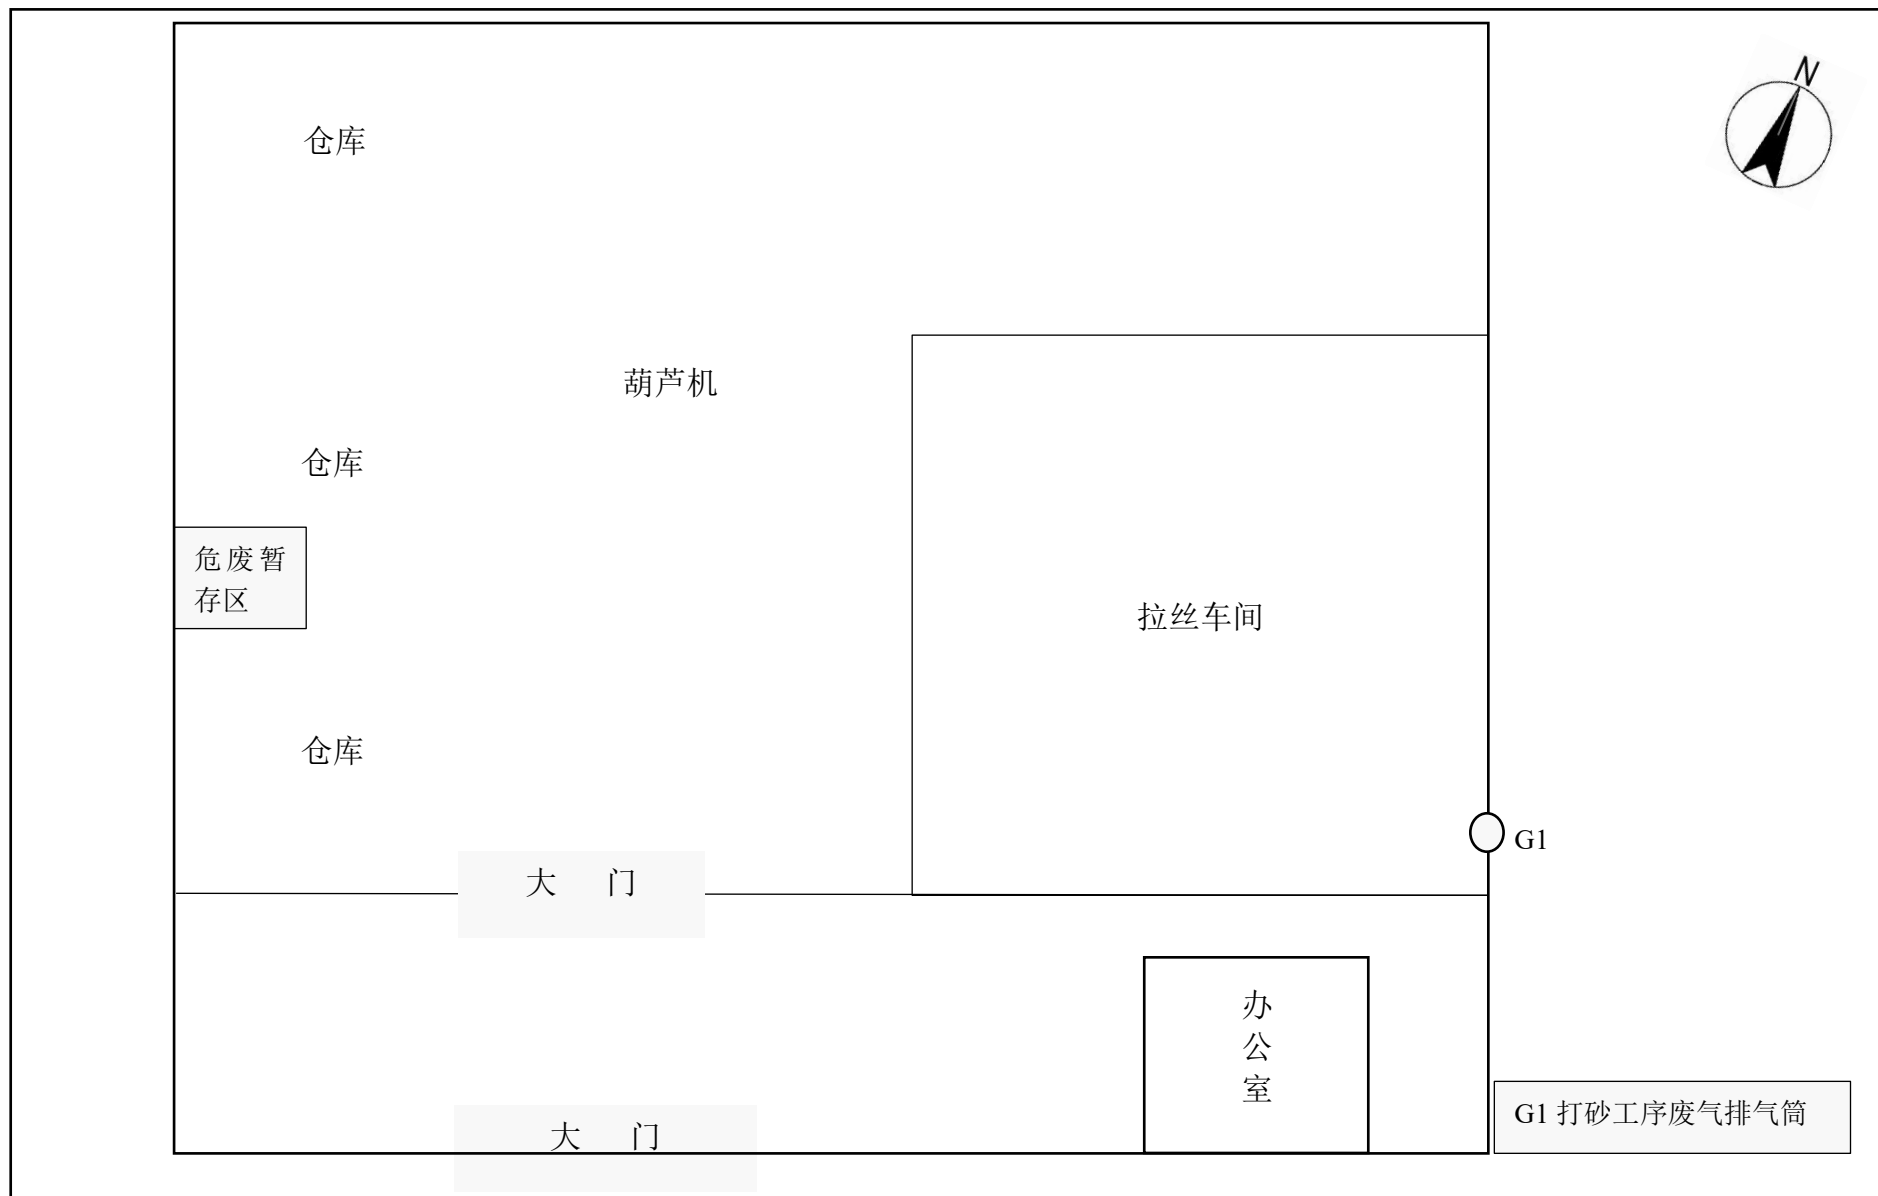 N
仓库
葫芦机
仓库
危废暂
存区
拉丝车间
仓库
G1
大 门
办
公
室
G1 打砂工序废气排气筒
大 门